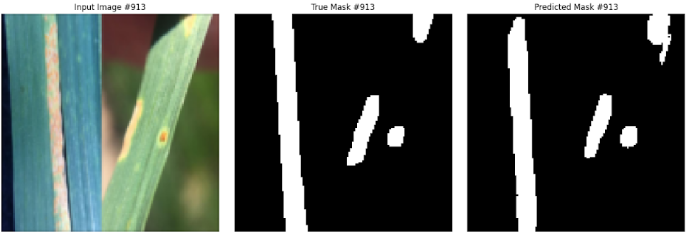 Input Image #913
True Mask #913
Predicted Mask #913